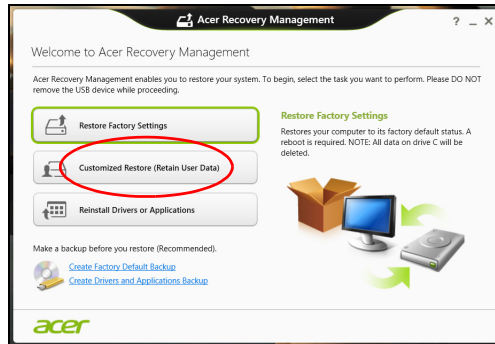 Acer Recovery Management
? _ X
Welcome to Acer Recovery Management
Acer Recovery Management enables you to restore your system. To begin, select the task you want to perform. Please DO NOT
remove the USB device while proceeding.
Restore Factory Settings
Customized Restore (Retain User Data)
Reinstall Drivers or Applications
Restore Factory Settings
Restores your computer to its factory default status. A
reboot is required. NOTE: All data on drive C will be
deleted.
Make a backup before you restore (Recommended).
Create Factory Default Backup
Create Drivers and Applications Backup
acer